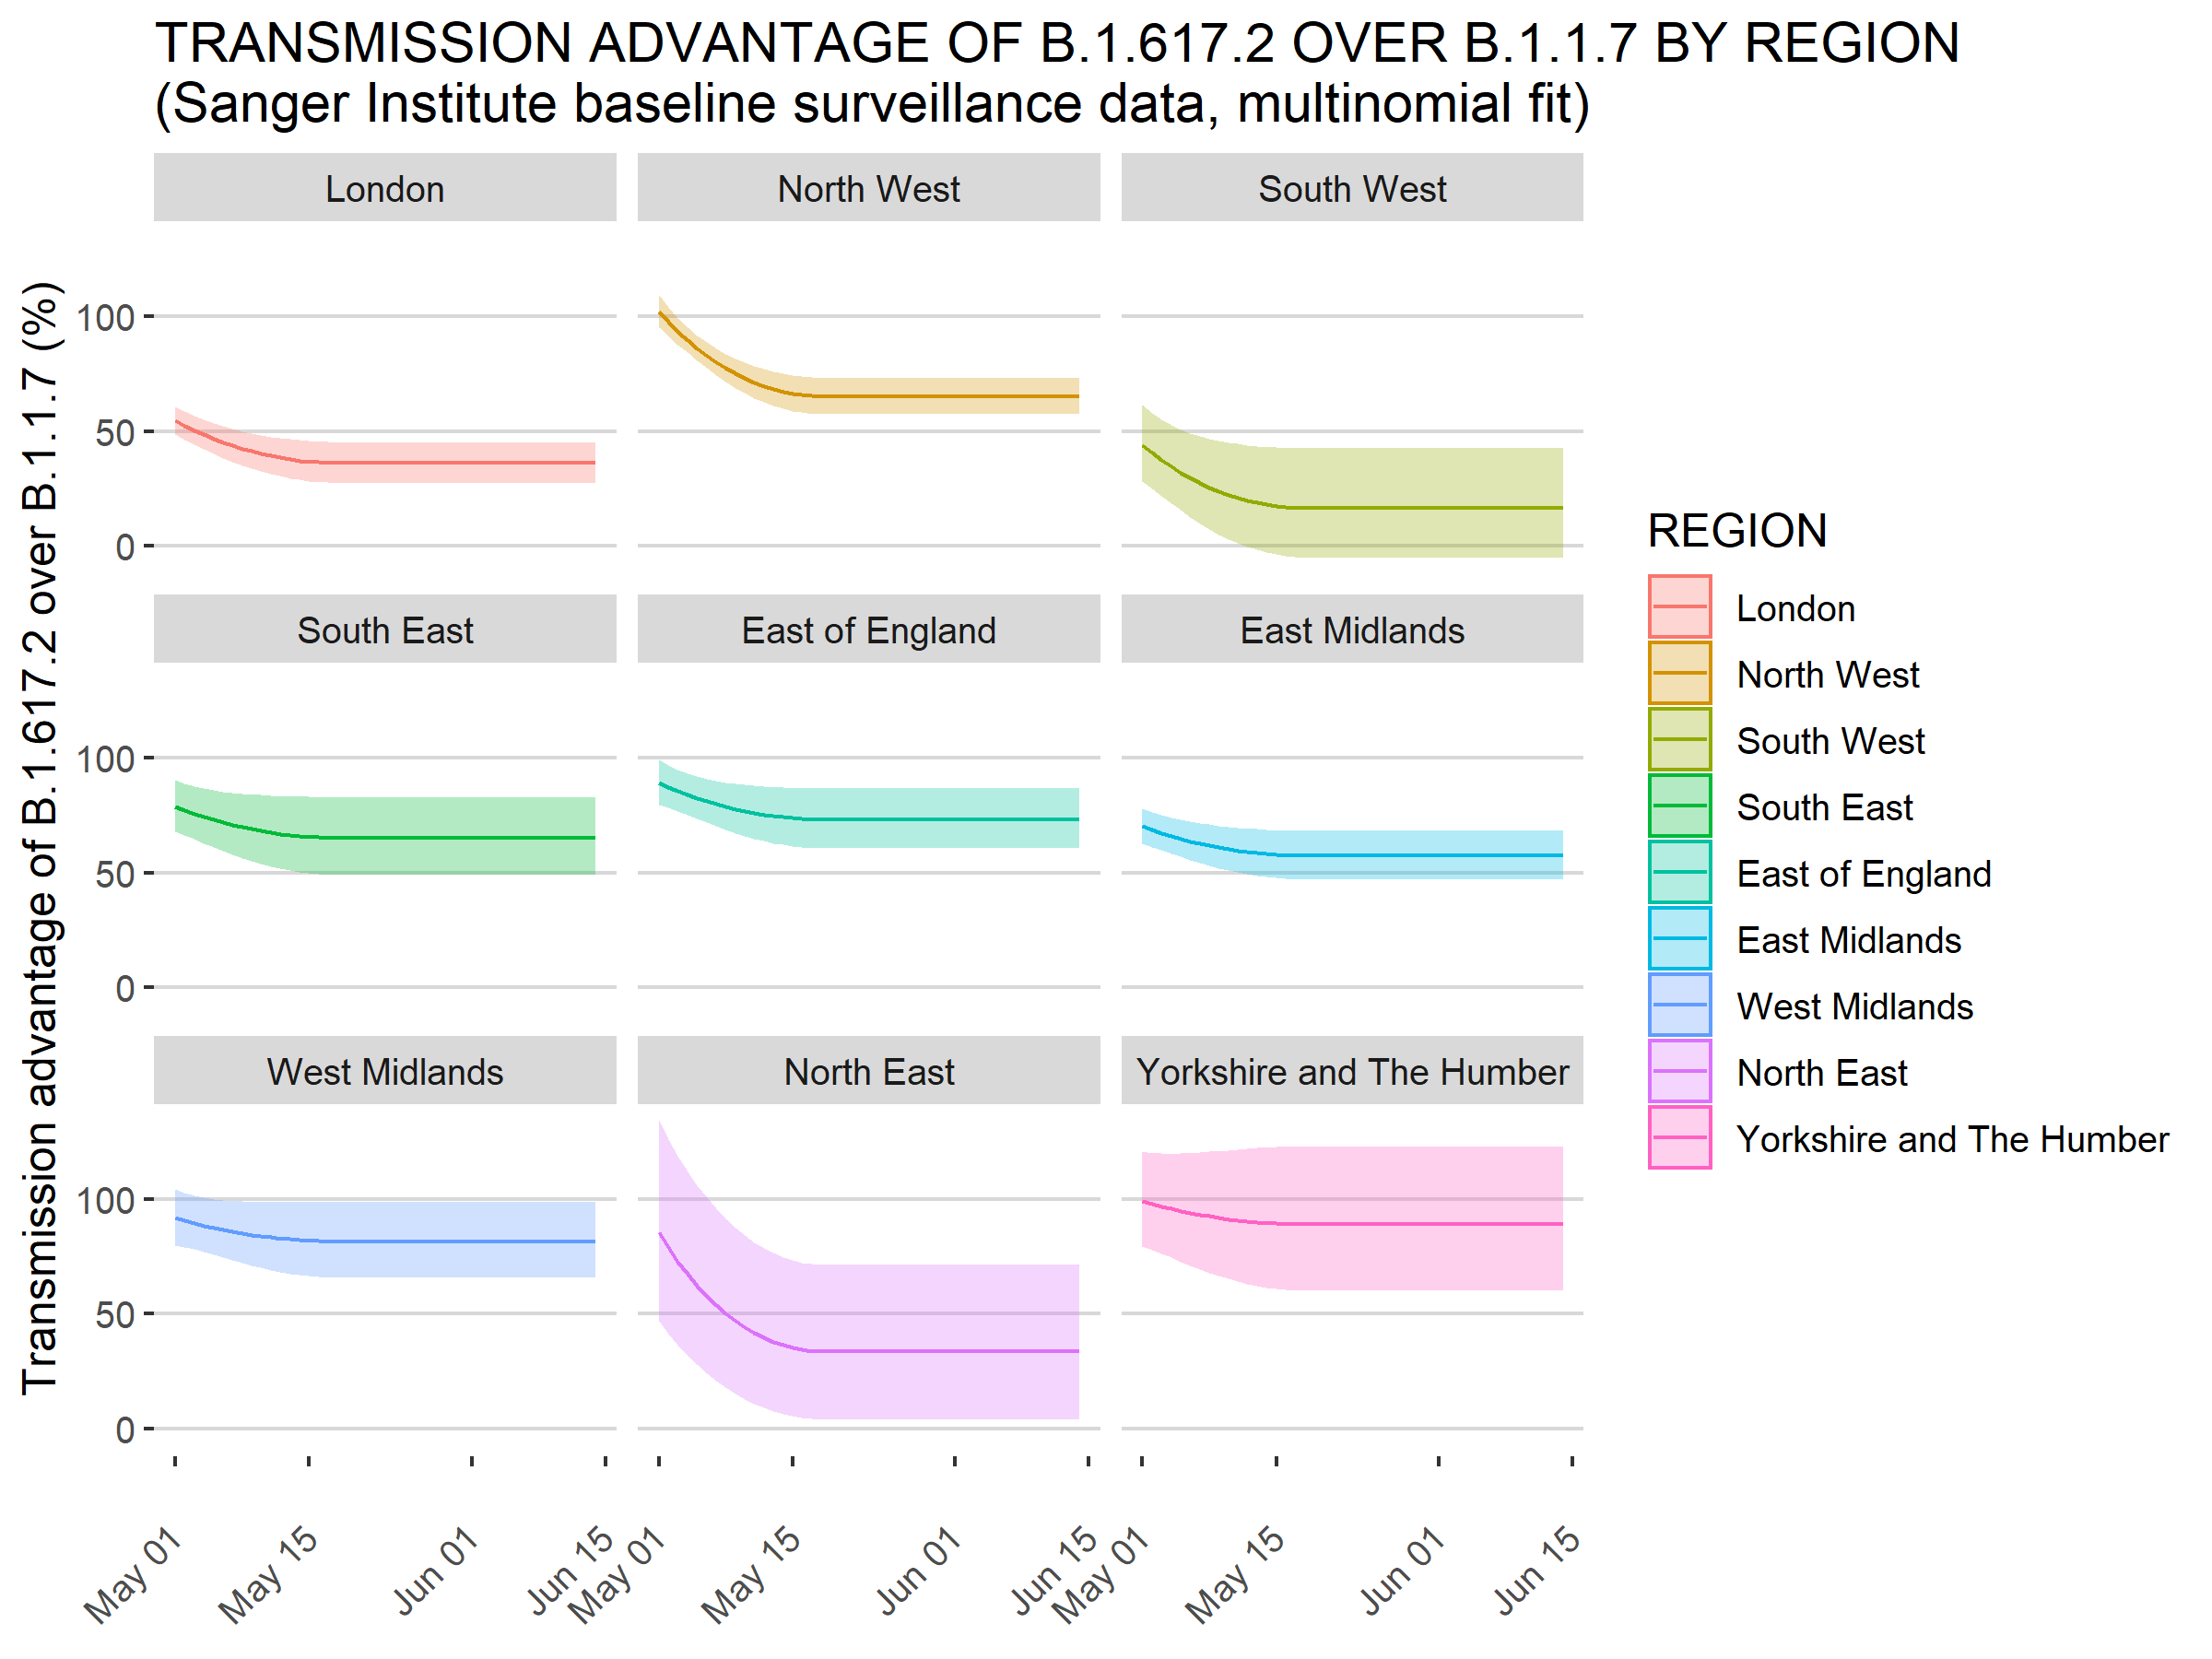 TRANSMISSION ADVANTAGE OF B.1.617.2 OVER B.1.1.7 BY REGION
(Sanger Institute baseline surveillance data, multinomial fit)
Transmission advantage of B.1.617.2 over B.1.1.7 (%)
London
North West
South West
100
50
0
South East
East of England
East Midlands
100
50
0
West Midlands
North East
Yorkshire and The Humber
100
50
0
May 01
May 15
Jun 01
Jun 15
May 01
May 15
Jun 01
Jun 15
May 01
May 15
Jun 01
Jun 15
REGION
London
North West
South West
South East
East of England
East Midlands
West Midlands
North East
Yorkshire and The Humber